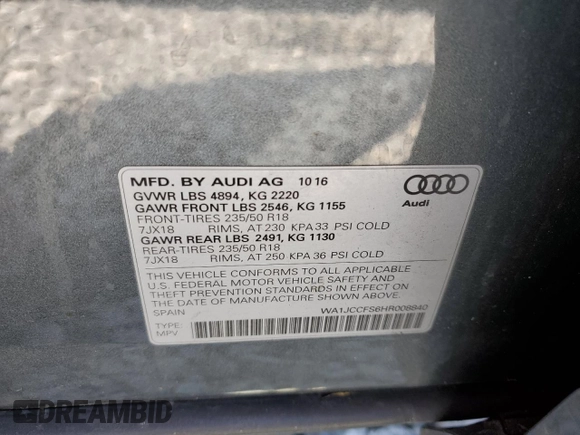 MFD. BY AUDI AG 10 16
GVWR LBS 4894, KG 2220
GAWR FRONT LBS 2546, KG 1155
FRONT-TIRES 235/50 R18
7JX18 RIMS, AT 230 KPA 33 PSI COLD
GAWR REAR LBS 2491, KG 1130
REAR-TIRES 235/50 R18
7JX18 RIMS, AT 250 KPA 36 PSI COLD
Audi
THIS VEHICLE CONFORMS TO ALL APPLICABLE
U.S. FEDERAL MOTOR VEHICLE SAFETY AND
THEFT PREVENTION STANDARDS IN EFFECT
ON THE DATE OF MANUFACTURE SHOWN ABOVE.
SPAIN
WA1JCCFS6HR008840
TYPE:
MPV
DREAMBID